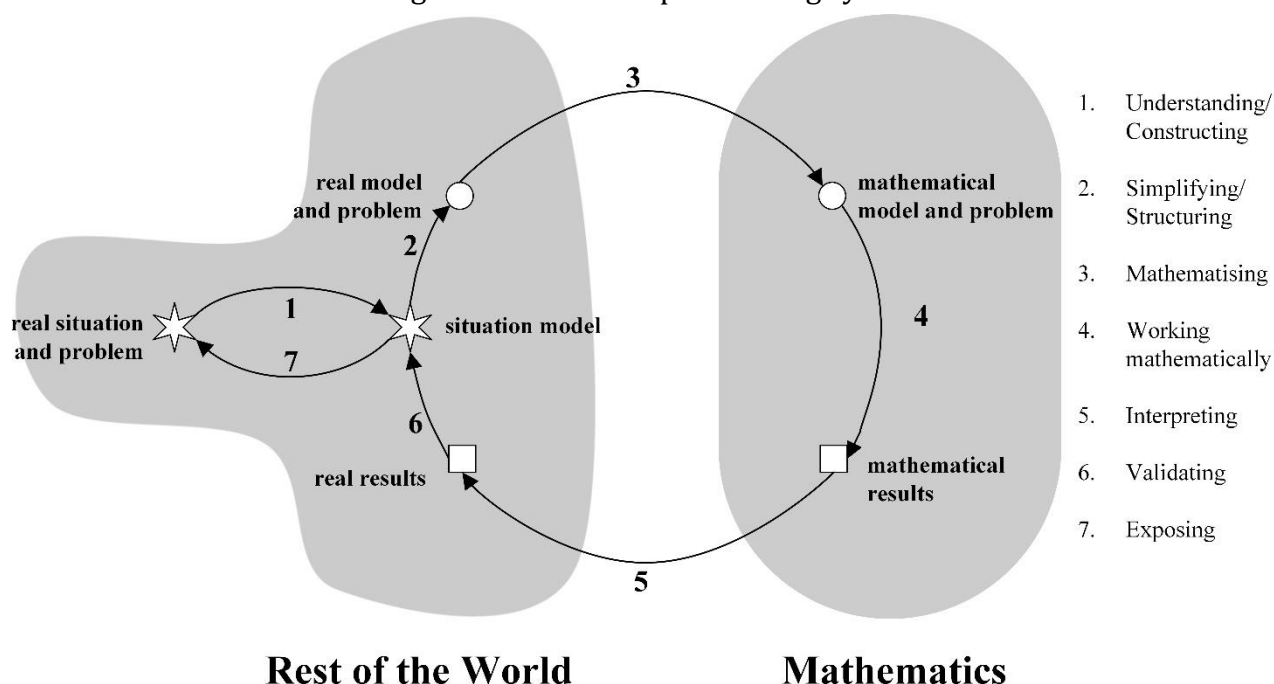 3
real model
and problem
mathematical
model and problem
2
1
real situation
and problem
situation model
4
7
6
real results
mathematical
results
5
1. Understanding/
Constructing
2. Simplifying/
Structuring
3. Mathematising
4. Working
mathematically
5. Interpreting
6. Validating
7. Exposing
Rest of the World
Mathematics